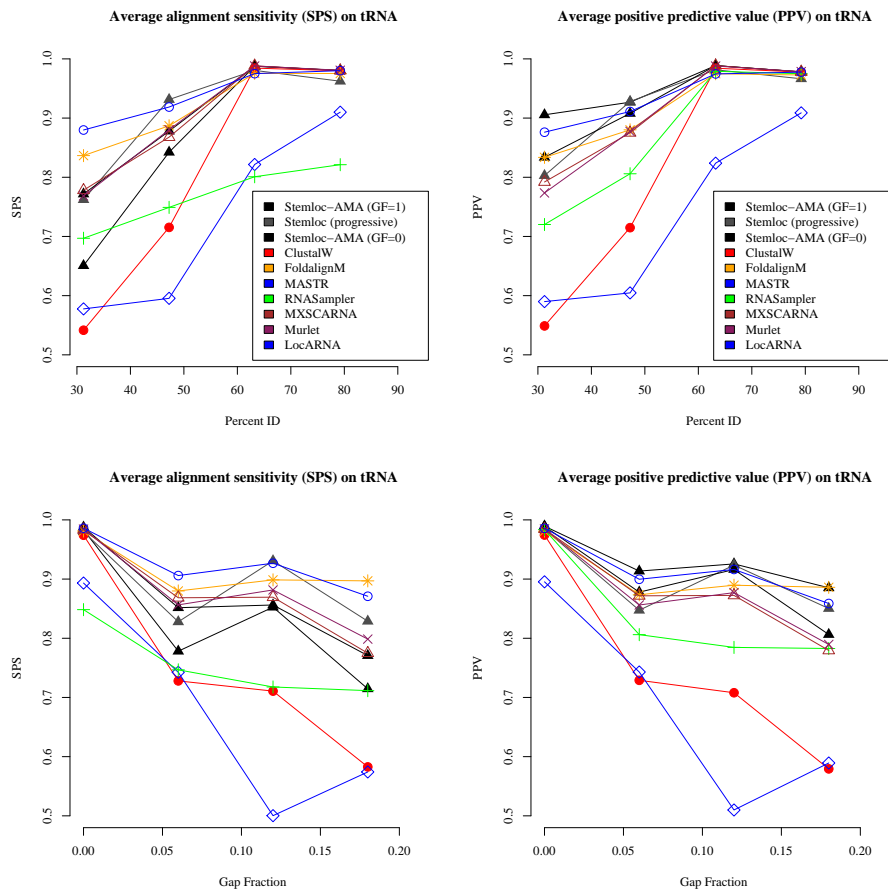 Average alignment sensitivity (SPS) on tRNA
SPS
1.0
0.9
0.8
0.7
0.6
0.5
Stemloc−AMA (GF=1)
Stemloc (progressive)
Stemloc−AMA (GF=0)
ClustalW
FoldalignM
MASTR
RNASampler
MXSCARNA
Murlet
LocARNA
30 40 50 60 70 80 90
Percent ID
Average positive predictive value (PPV) on tRNA
PPV
1.0
0.9
0.8
0.7
0.6
0.5
Stemloc−AMA (GF=1)
Stemloc (progressive)
Stemloc−AMA (GF=0)
ClustalW
FoldalignM
MASTR
RNASampler
MXSCARNA
Murlet
LocARNA
30 40 50 60 70 80 90
Percent ID
Average alignment sensitivity (SPS) on tRNA
SPS
1.0
0.9
0.8
0.7
0.6
0.5
0.00 0.05 0.10 0.15 0.20
Gap Fraction
Average positive predictive value (PPV) on tRNA
PPV
1.0
0.9
0.8
0.7
0.6
0.5
0.00 0.05 0.10 0.15 0.20
Gap Fraction